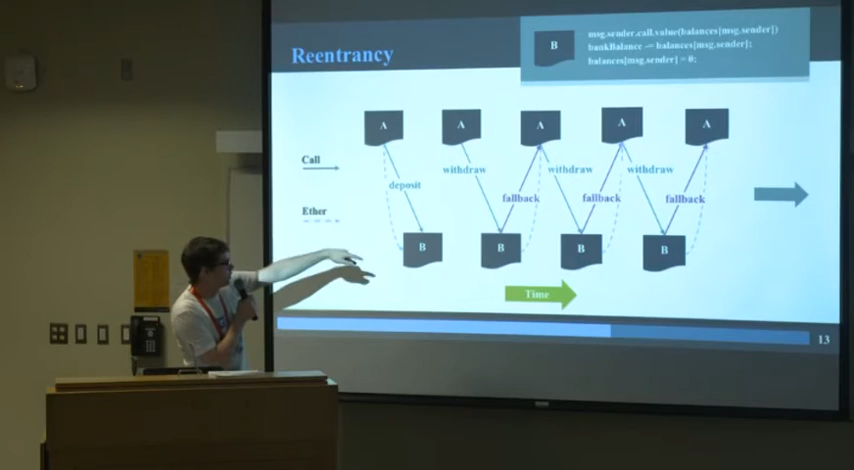 Reentrancy
B
msg.sender.call.value(balances[msg.sender])
bankBalance -= balances[msg.sender];
balances[msg.sender] = 0;
A A A A A
Call
withdraw withdraw withdraw
deposit
fallback fallback fallback
Ether
B B B B
Time
13